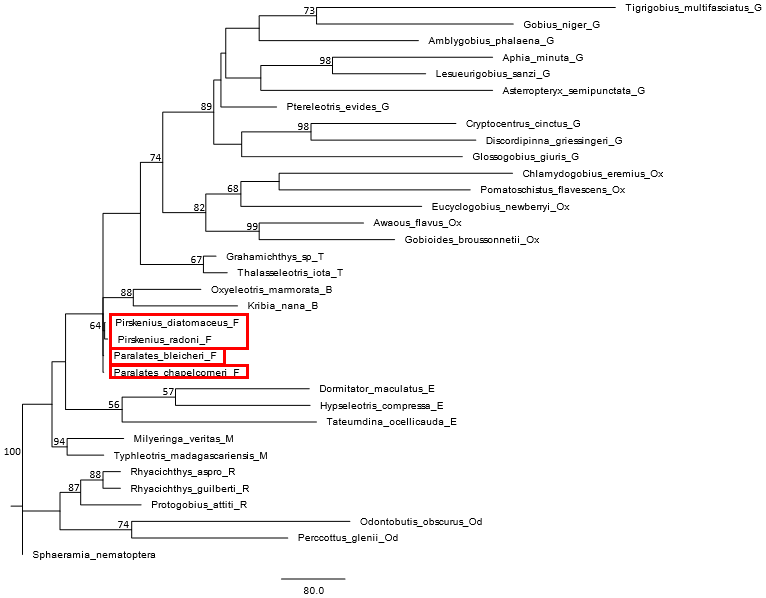 73
Tigrigobius_multifasciatus_G
Gobius_niger_G
Amblygobius_phalaena_G
98
Aphia_minuta_G
Lesueurigobius_sanzi_G
Asterropteryx_semipunctata_G
89
Ptereleotris_evides_G
98
Cryptocentrus_cinctus_G
Discordipinna_griessingeri_G
74
Glossogobius_giuris_G
Chlamydogobius_eremius_Ox
68
Pomatoschistus_flavescens_Ox
82
Eucyclogobius_newberryi_Ox
99
Awaous_flavus_Ox
Gobioides_broussonnetii_Ox
67
Grahamichthys_sp_T
Thalasseleotris_iota_T
88
Oxyeleotris_marmorata_B
Kribia_nana_B
64
Pirskenius_diatomaceus_F
Pirskenius_radoni_F
Paralates_bleicheri_F
Paralates_chapelcorneri_F
57
Dormitator_maculatus_E
56
Hypseleotris_compressa_E
Tateurndina_ocellicauda_E
94
Milyeringa_veritas_M
100
Typhleotris_madagascariensis_M
88
Rhyacichthys_aspro_R
87
Rhyacichthys_guilberti_R
Protogobius_attiti_R
74
Odontobutis_obscurus_Od
Perccottus_glenii_Od
Sphaeramia_nematoptera
80.0